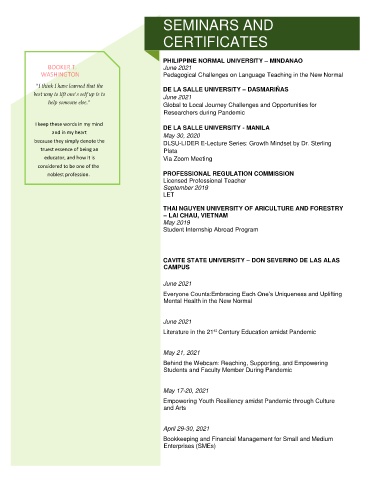 SEMINARS AND
CERTIFICATES
BOOKER T.
WASHINGTON
"I think I have learned that the
best way to lift one's self up is to
help someone else."
I keep these words in my mind
and in my heart
because they simply denote the
truest essence of being an
educator, and how it is
considered to be one of the
noblest profession.
PHILIPPINE NORMAL UNIVERSITY – MINDANAO
June 2021
Pedagogical Challenges on Language Teaching in the New Normal
DE LA SALLE UNIVERSITY – DASMARIÑAS
June 2021
Global to Local Journey Challenges and Opportunities for
Researchers during Pandemic
DE LA SALLE UNIVERSITY - MANILA
May 30, 2020
DLSU-LIDER E-Lecture Series: Growth Mindset by Dr. Sterling
Plata
Via Zoom Meeting
PROFESSIONAL REGULATION COMMISSION
Licensed Professional Teacher
September 2019
LET
THAI NGUYEN UNIVERSITY OF ARICULTURE AND FORESTRY
– LAI CHAU, VIETNAM
May 2019
Student Internship Abroad Program
CAVITE STATE UNIVERSITY – DON SEVERINO DE LAS ALAS
CAMPUS
June 2021
Everyone Counts:Embracing Each One's Uniqueness and Uplifting
Mental Health in the New Normal
June 2021
Literature in the 21st Century Education amidst Pandemic
May 21, 2021
Behind the Webcam: Reaching, Supporting, and Empowering
Students and Faculty Member During Pandemic
May 17-20, 2021
Empowering Youth Resiliency amidst Pandemic through Culture
and Arts
April 29-30, 2021
Bookkeeping and Financial Management for Small and Medium
Enterprises (SMEs)